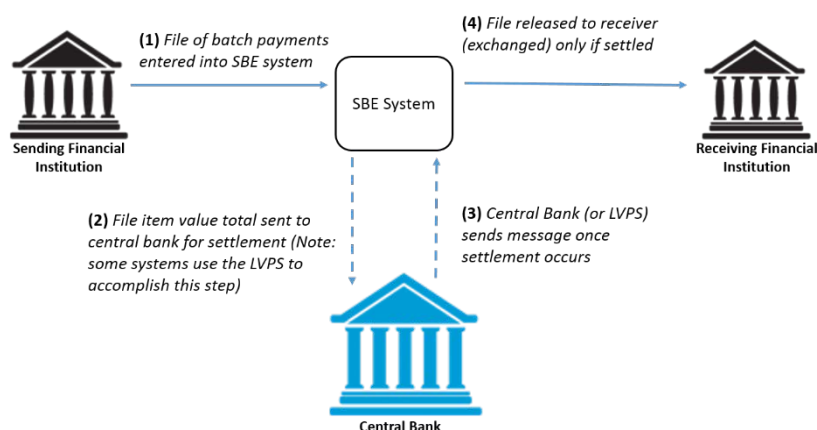 (1) File of batch payments
entered into SBE system
(4) File released to receiver
(exchanged) only if settled
SBE System
Sending Financial
Institution
Receiving Financial
Institution
(2) File item value total sent to
central bank for settlement (Note:
some systems use the LVPS to
accomplish this step)
(3) Central Bank (or LVPS)
sends message once
settlement occurs
Central Bank